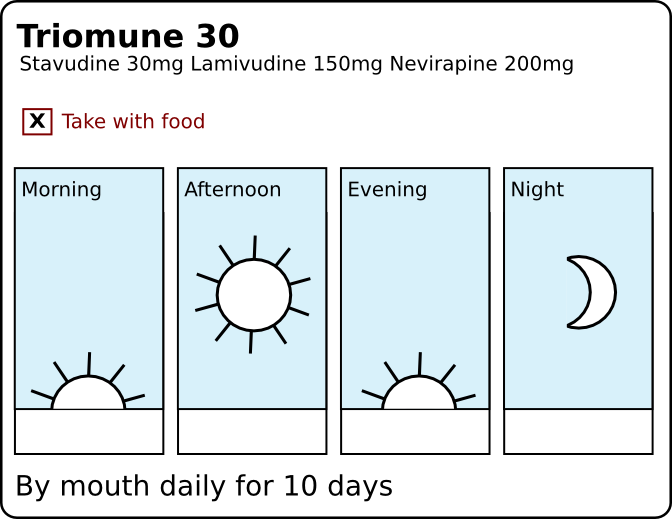 Triomune 30
Stavudine 30mg Lamivudine 150mg Nevirapine 200mg
X Take with food
Morning Afternoon Evening Night
By mouth daily for 10 days